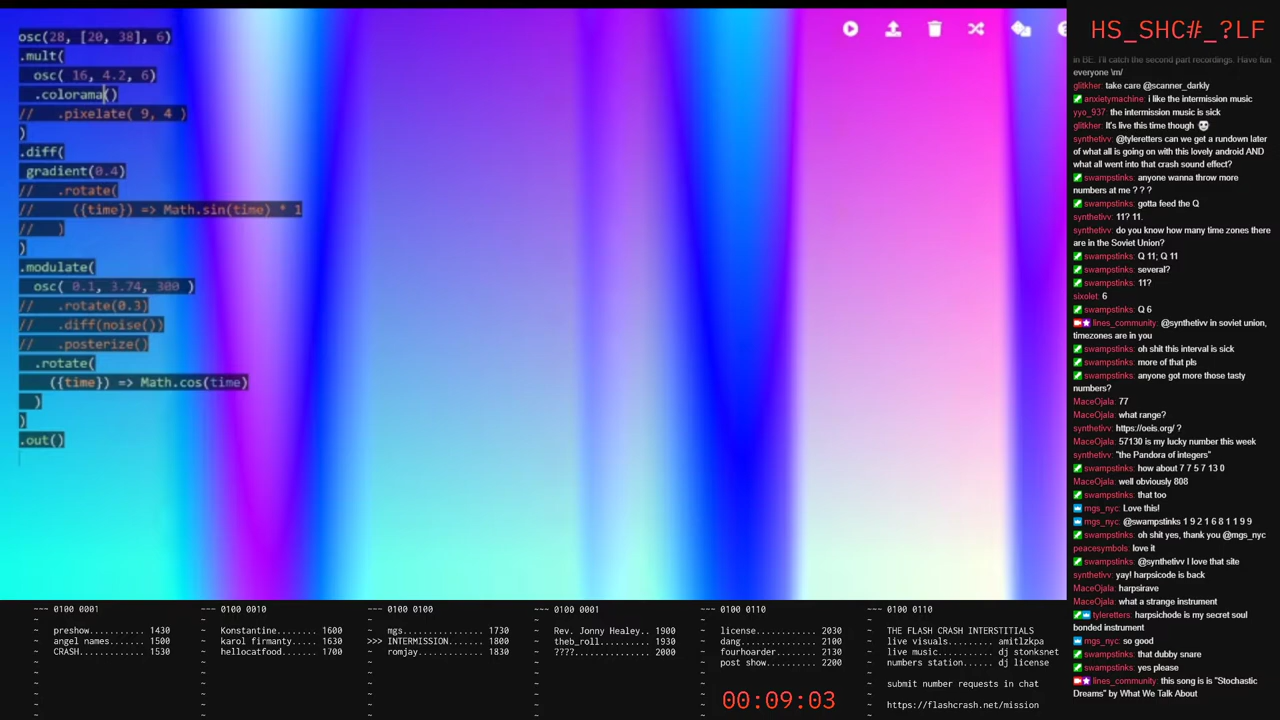 osc(28, [20, 38], 6)
.mult(
osc( 16, 4.2, 6)
.colorama()
// .pixelate( 9, 4 )
)
.diff(
gradient(0.4)
// .rotate(
// ({time}) => Math.sin(time) * 1
// )
)
.modulate(
osc( 0.1, 3.74, 300 )
// .rotate(0.3)
// .diff(noise())
// .posterize()
.rotate(
({time}) => Math.cos(time)
)
)
.out()
HS_SHC#_?LF
in BE. I'll catch the second part recordings. Have fun
everyone \m/
glitkher: take care @scanner_darkly
anxietymachine: i like the intermission music
yyo_937: the intermission music is sick
glitkher: It's live this time though
synthetivv: @tyleretters can we get a rundown later
of what all is going on with this lovely android AND
what all went into that crash sound effect?
swampstinks: anyone wanna throw more
numbers at me ? ? ?
swampstinks: gotta feed the Q
synthetivv: 11? 11.
synthetivv: do you know how many time zones there
are in the Soviet Union?
swampstinks: Q 11; Q 11
swampstinks: several?
swampstinks: 11?
sixolet: 6
swampstinks: Q 6
lines_community: @synthetivv in soviet union,
timezones are in you
swampstinks: oh shit this interval is sick
swampstinks: more of that pls
swampstinks: anyone got more those tasty
numbers?
MaceOjala: 77
MaceOjala: what range?
synthetivv: https://oeis.org/ ?
MaceOjala: 57130 is my lucky number this week
synthetivv: "the Pandora of integers"
swampstinks: how about 7 7 5 7 13 0
MaceOjala: well obviously 808
swampstinks: that too
mgs_nyc: Love this!
mgs_nyc: @swampstinks 1 9 2 1 6 8 1 1 9 9
swampstinks: oh shit yes, thank you @mgs_nyc
peacesymbols: love it
swampstinks: @synthetivv I love that site
synthetivv: yay! harpsicode is back
MaceOjala: harpsirave
MaceOjala: what a strange instrument
tyleretters: harpsichode is my secret soul
bonded instrument
mgs_nyc: so good
swampstinks: that dubby snare
swampstinks: yes please
lines_community: this song is is "Stochastic
Dreams" by What We Talk About
~~~ 0100 0001
~ preshow........... 1430
~ angel names....... 1500
~ CRASH............. 1530
~~~ 0100 0010
~ Konstantine....... 1600
~ karol firmanty.... 1630
~ hellocatfood...... 1700
~~~ 0100 0100
~ mgs............... 1730
>>> INTERMISSION...... 1800
~ romjay............ 1830
~~~ 0100 0001
~ Rev. Jonny Healey.. 1900
~ theb_roll.......... 1930
~ ????............... 2000
~~~ 0100 0110
~ license........... 2030
~ dang.............. 2100
~ fourhoarder....... 2130
~ post show......... 2200
00:09:03
~~~ 0100 0110
~ THE FLASH CRASH INTERSTITIALS
~ live visuals..... amitlzkpa
~ live music.... dj stonksnet
~ numbers station.. dj license
~ submit number requests in chat
~ https://flashcrash.net/mission